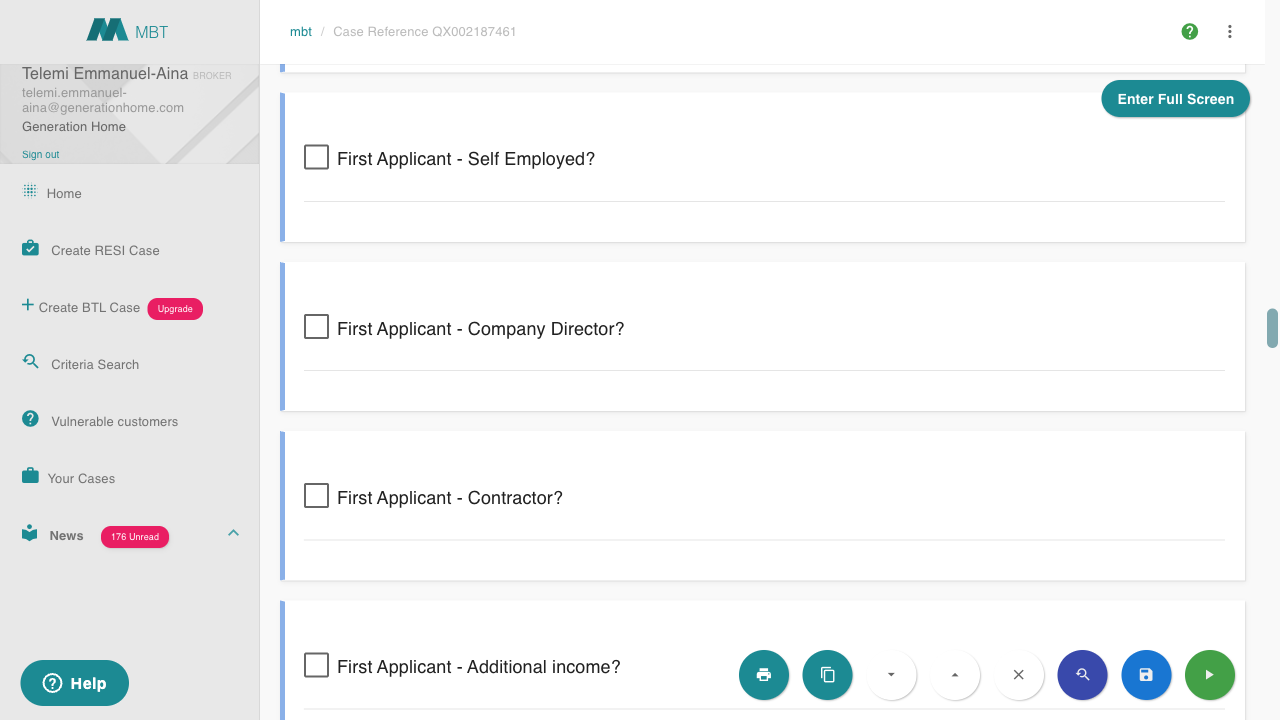 MBT
mbt / Case Reference QX002187461
Telemi Emmanuel-Aina BROKER
telemi.emmanuel-
aina@generationhome.com
Generation Home
Sign out
Home
Create RESI Case
Create BTL Case Upgrade
Criteria Search
Vulnerable customers
Your Cases
News 176 Unread
Help
Enter Full Screen
First Applicant - Self Employed?
First Applicant - Company Director?
First Applicant - Contractor?
First Applicant - Additional income?